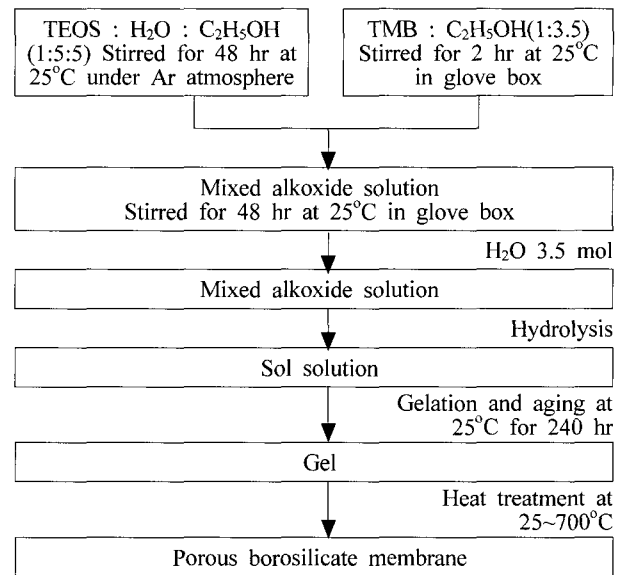 TEOS : H₂O : C₂H₅OH
(1:5:5) Stirred for 48 hr at
25°C under Ar atmosphere
TMB : C₂H₅OH(1:3.5)
Stirred for 2 hr at 25°C
in glove box
Mixed alkoxide solution
Stirred for 48 hr at 25°C in glove box
H₂O 3.5 mol
Mixed alkoxide solution
Hydrolysis
Sol solution
Gelation and aging at
25°C for 240 hr
Gel
Heat treatment at
25~700°C
Porous borosilicate membrane